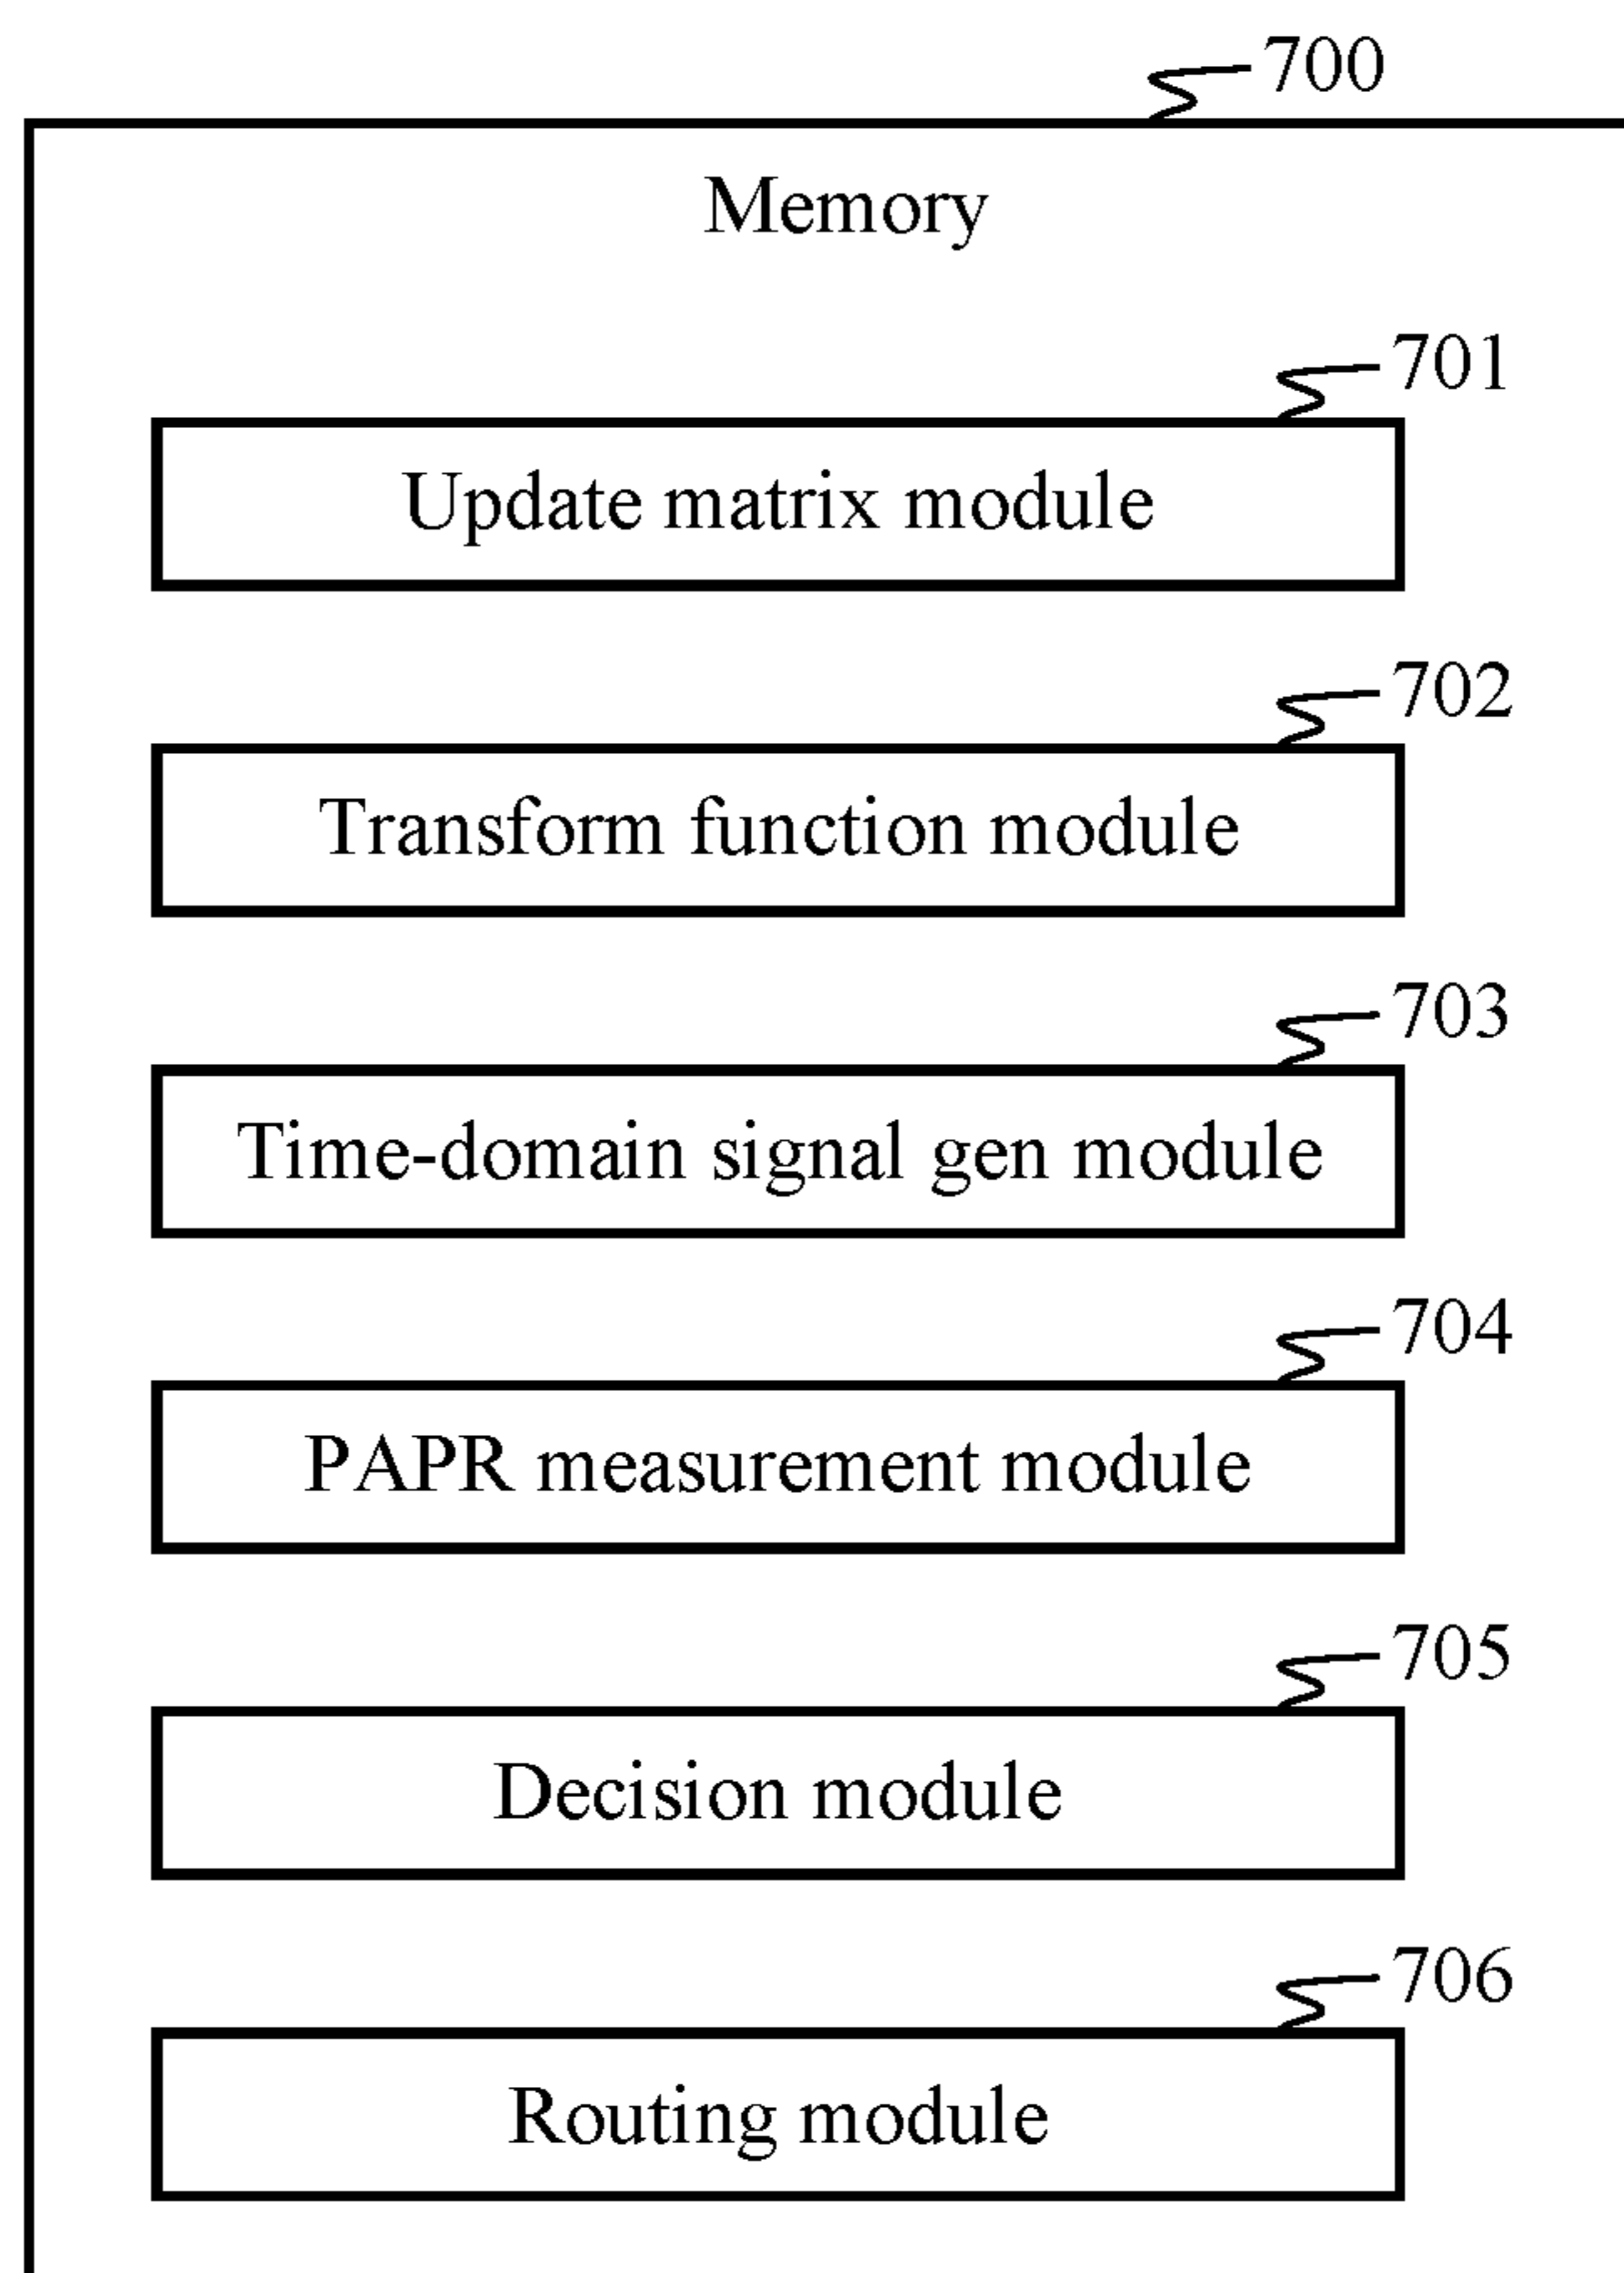 700
Memory
701
Update matrix module
702
Transform function module
703
Time-domain signal gen module
704
PAPR measurement module
705
Decision module
706
Routing module